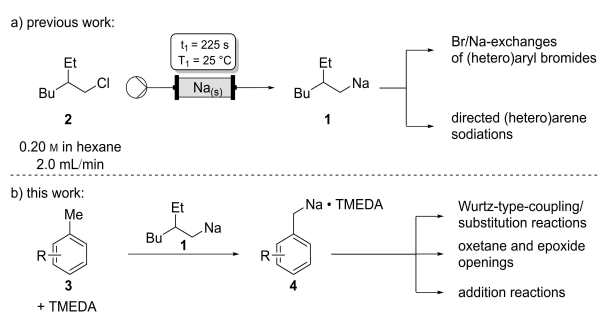 a) previous work:
t₁ = 225 s
T₁ = 25 °C
Et
Bu
Cl
2
Na(s)
Et
Bu
Na
1
Br/Na-exchanges
of (hetero)aryl bromides
directed (hetero)arene
sodiations
0.20 M in hexane
2.0 mL/min
b) this work:
Me
R
3
+ TMEDA
Et
Bu
Na
1
Na • TMEDA
R
4
Wurtz-type-coupling/
substitution reactions
oxetane and epoxide
openings
addition reactions